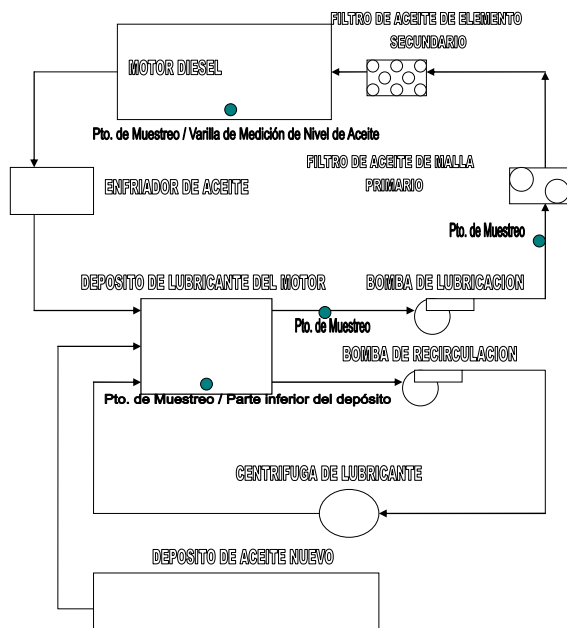 FILTRO DE ACEITE DE ELEMENTO
SECUNDARIO
MOTOR DIESEL
Pto. de Muestreo / Varilla de Medición de Nivel de Aceite
FILTRO DE ACEITE DE MALLA
PRIMARIO
ENFRIADOR DE ACEITE
Pto. de Muestreo
DEPOSITO DE LUBRICANTE DEL MOTOR
BOMBA DE LUBRICACION
Pto. de Muestreo
BOMBA DE RECIRCULACION
Pto. de Muestreo / Parte inferior del depósito
CENTRIFUGA DE LUBRICANTE
DEPOSITO DE ACEITE NUEVO